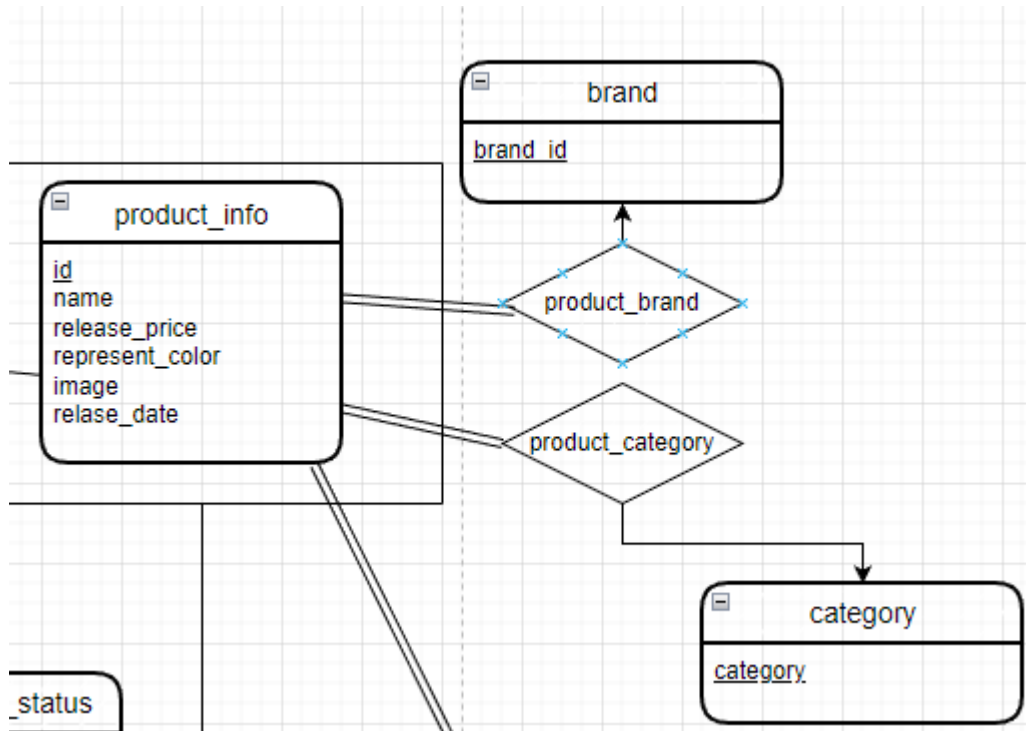 brand
brand_id
product_info
id
name
release_price
represent_color
image
relase_date
product_brand
product_category
category
category
_status